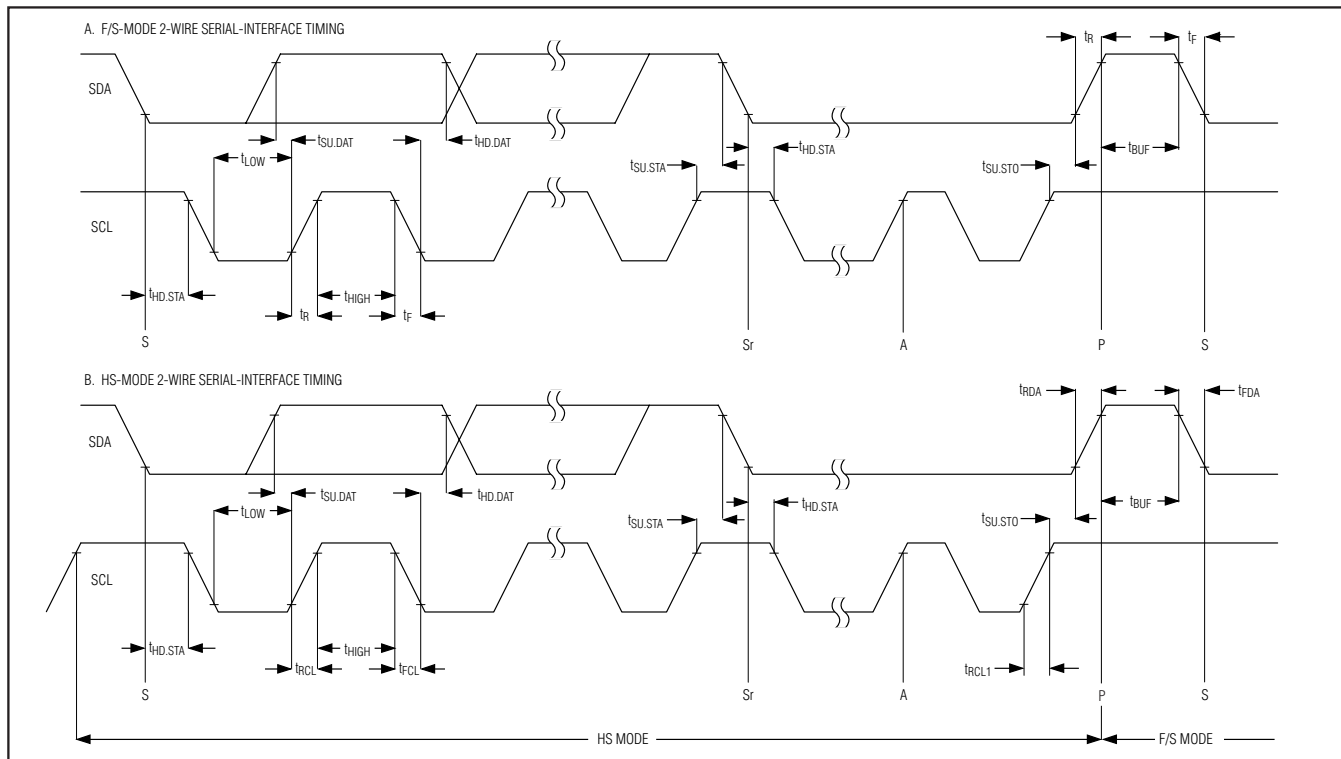 A. F/S-MODE 2-WIRE SERIAL-INTERFACE TIMING
tR
tF
SDA
tSU.DAT
tHD.DAT
tLOW
tHD.STA
tBUF
tSU.STA
tSU.STO
SCL
tHD.STA
tHIGH
tR
tF
S
Sr
A
P
S
B. HS-MODE 2-WIRE SERIAL-INTERFACE TIMING
tRDA
tFDA
SDA
tSU.DAT
tHD.DAT
tLOW
tHD.STA
tBUF
tSU.STA
tSU.STO
SCL
tHD.STA
tHIGH
tRCL
tFCL
tRCL1
S
Sr
A
P
S
HS MODE
F/S MODE